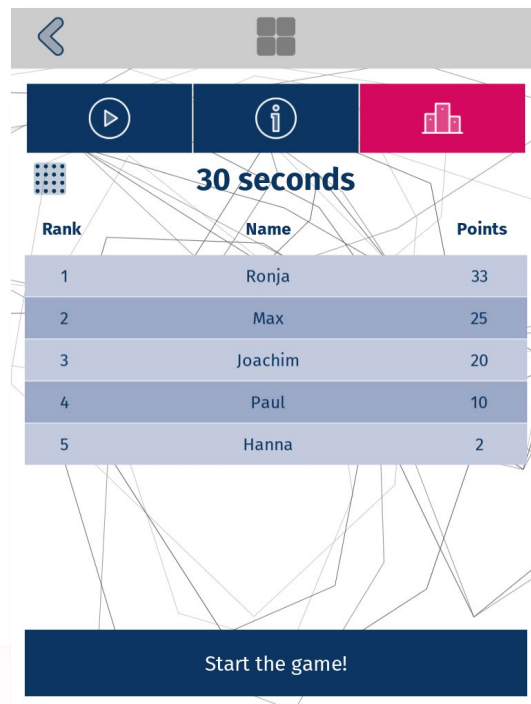 30 seconds
Rank Name Points
1 Ronja 33
2 Max 25
3 Joachim 20
4 Paul 10
5 Hanna 2
Start the game!